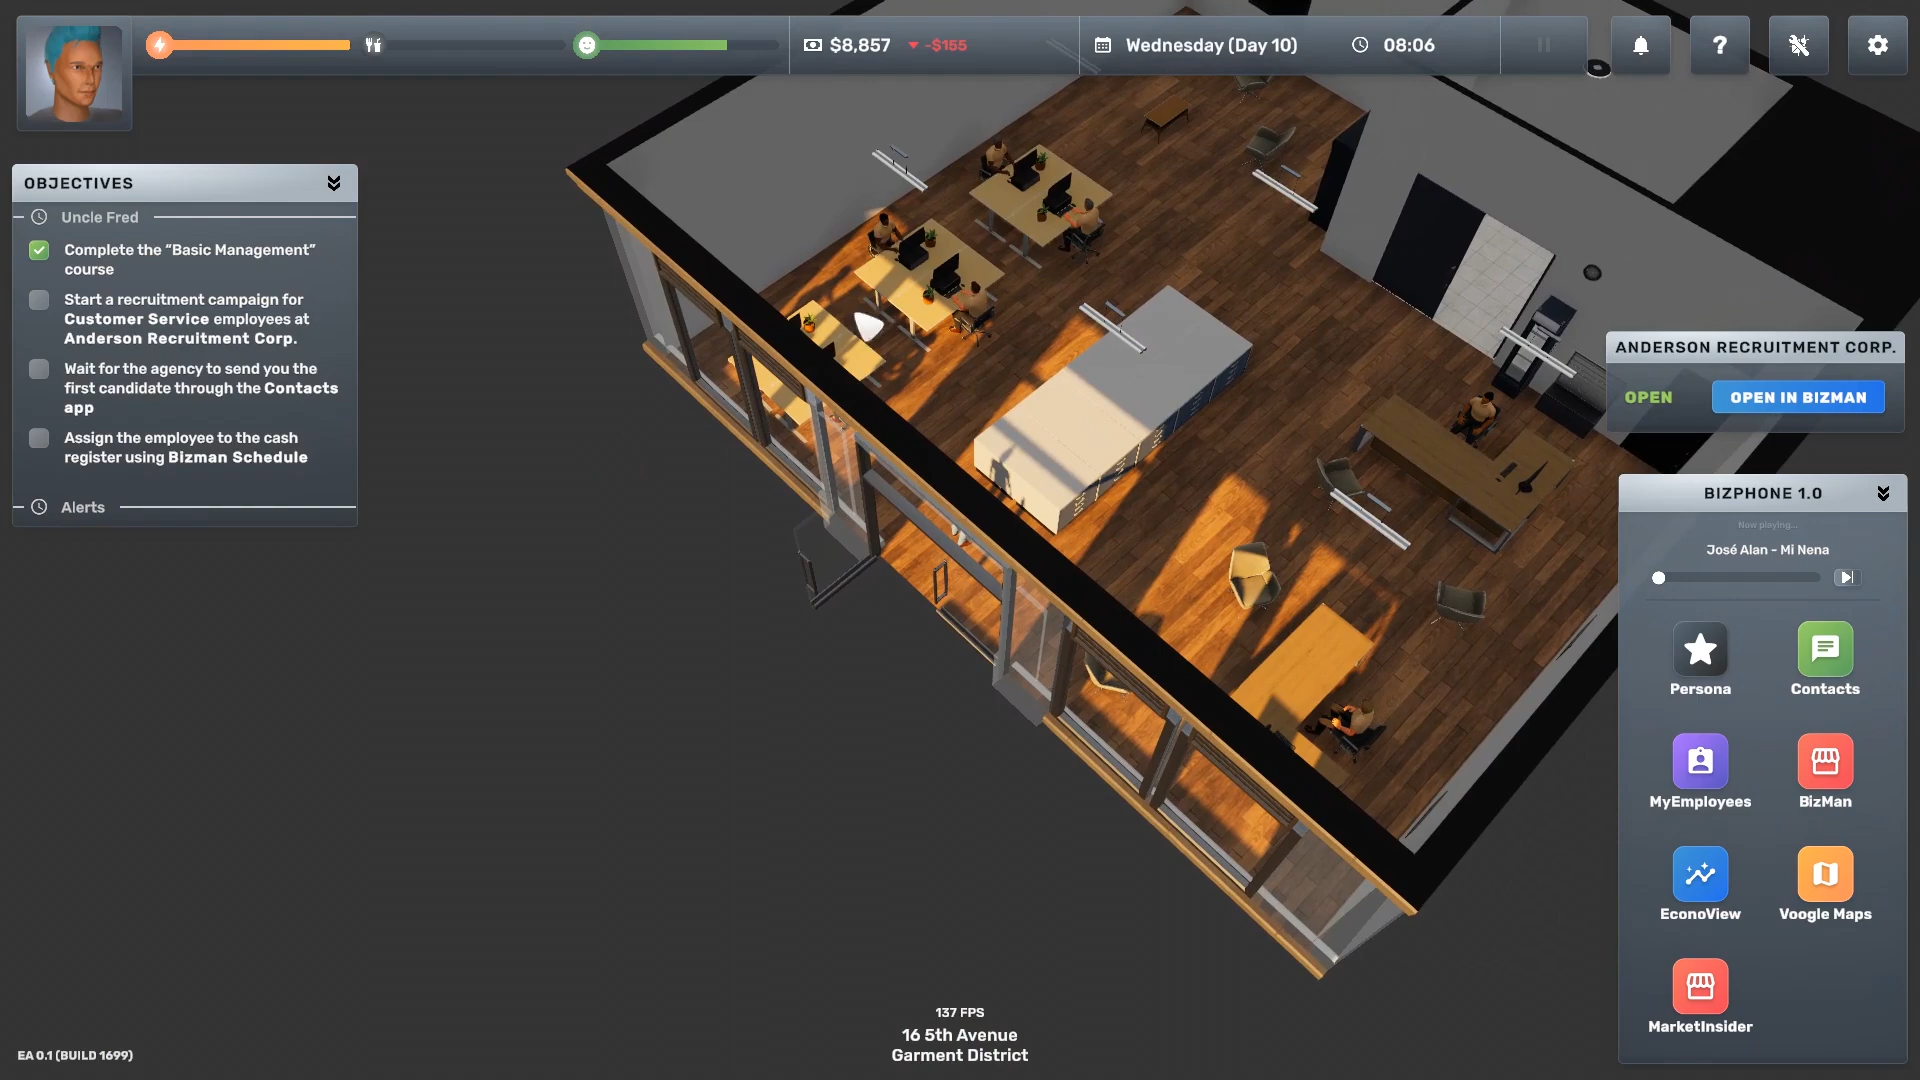 $8,857
-$155
Wednesday (Day 10)
08:06
?
OBJECTIVES
Uncle Fred
Complete the "Basic Management"
course
Start a recruitment campaign for
Customer Service employees at
Anderson Recruitment Corp.
Wait for the agency to send you the
first candidate through the Contacts
app
Assign the employee to the cash
register using Bizman Schedule
Alerts
ANDERSON RECRUITMENT CORP.
OPEN
OPEN IN BIZMAN
BIZPHONE 1.0
Now playing...
José Alan - Mi Nena
Persona
Contacts
MyEmployees
BizMan
EconoView
Voogle Maps
MarketInsider
137 FPS
16 5th Avenue
Garment District
EA 0.1 (BUILD 1699)